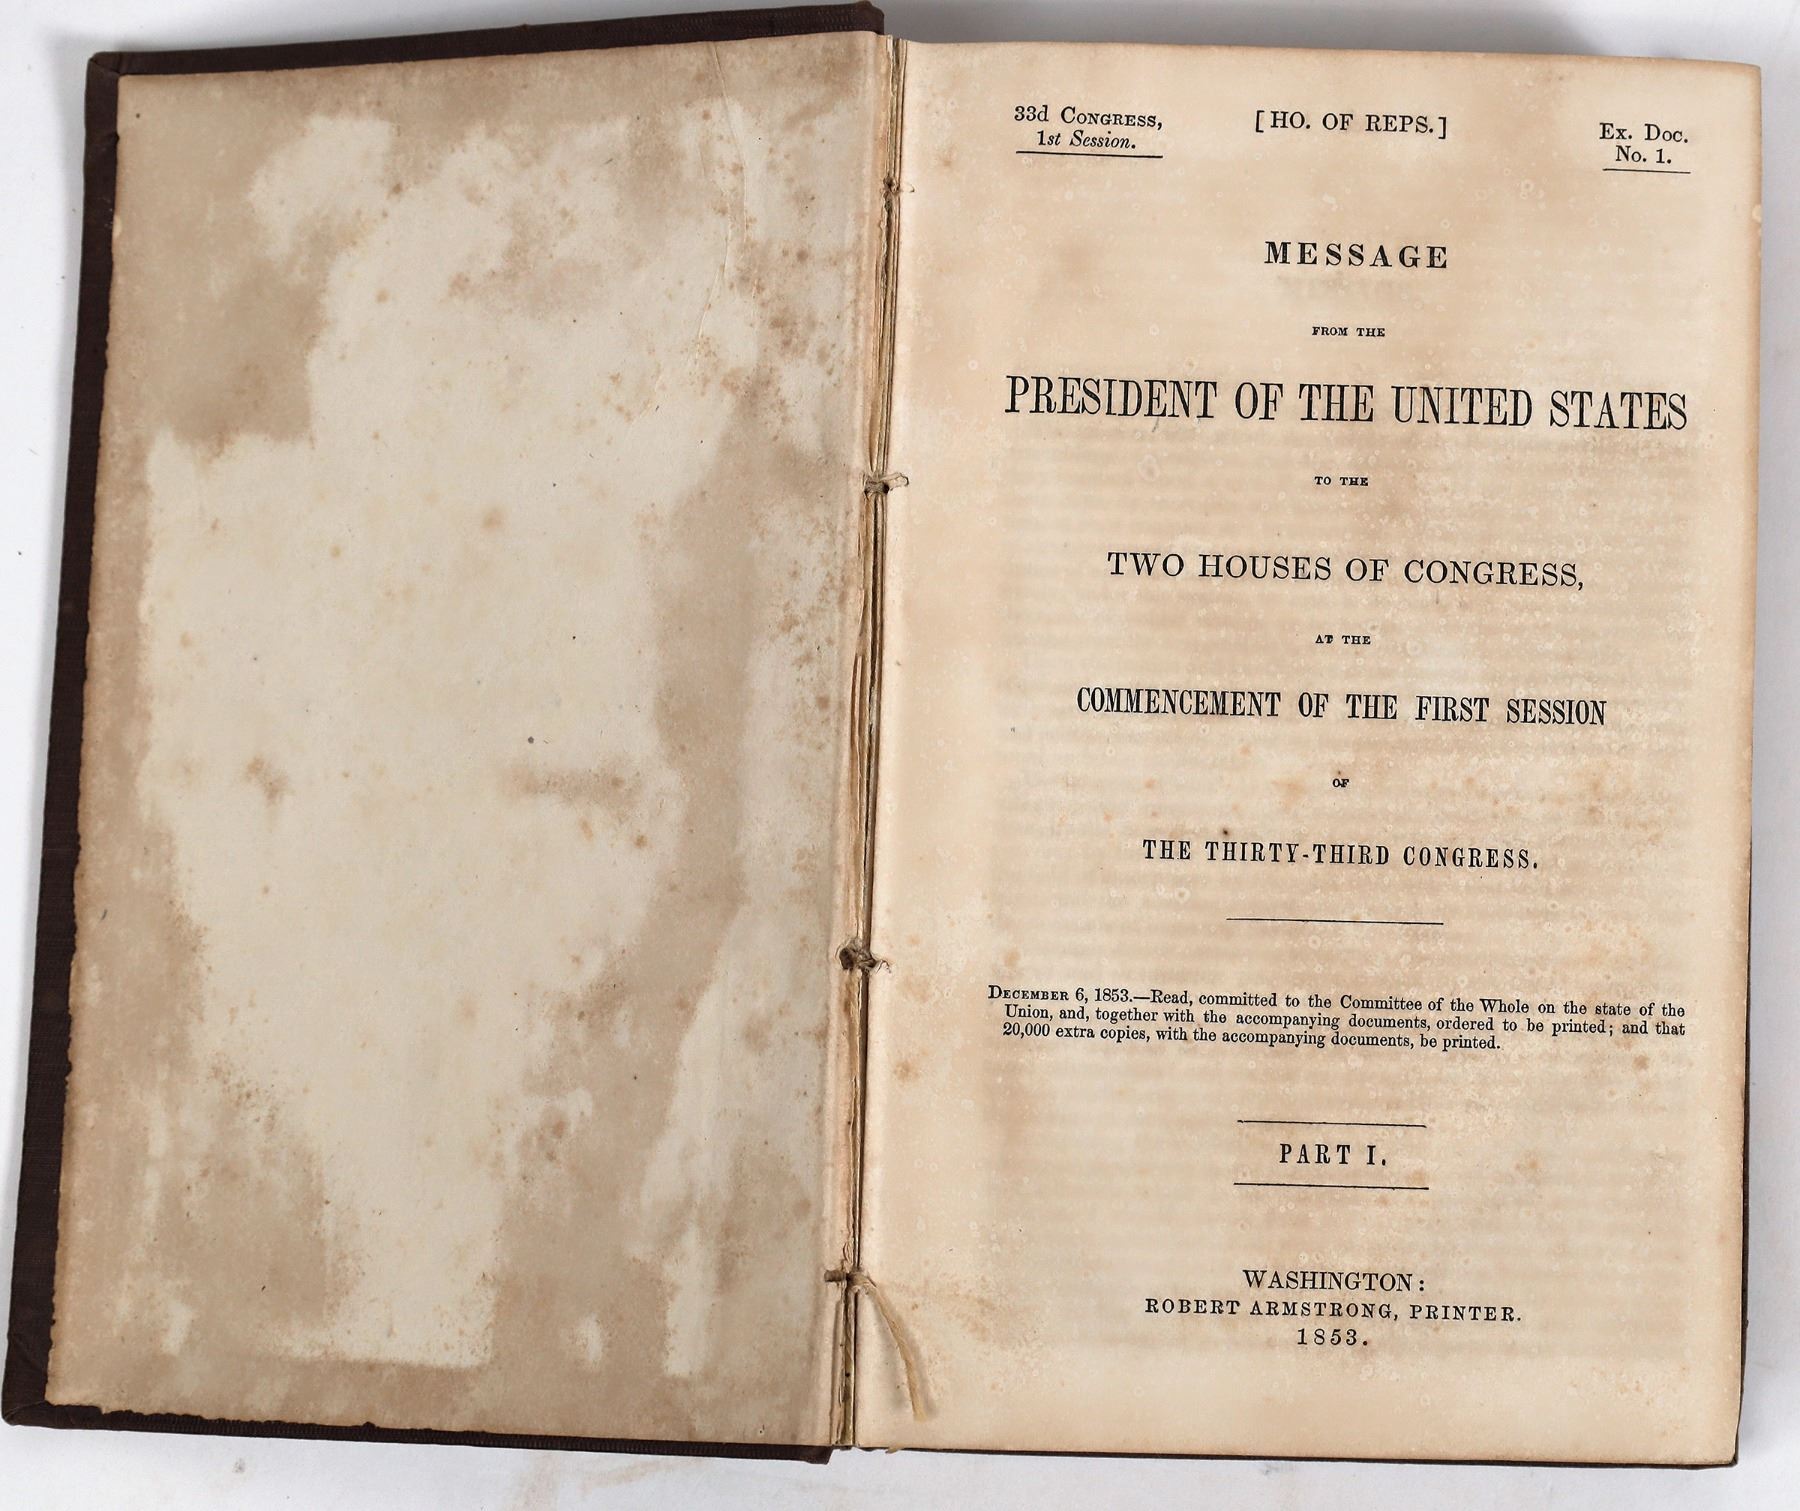 33d Congress, [HO. OF REPS.] Ex. Doc.
1st Session. No. 1.
MESSAGE
FROM THE
PRESIDENT OF THE UNITED STATES
TO THE
TWO HOUSES OF CONGRESS,
AT THE
COMMENCEMENT OF THE FIRST SESSION
OF
THE THIRTY-THIRD CONGRESS.
December 6, 1853.—Read, committed to the Committee of the Whole on the state of the
Union, and, together with the accompanying documents, ordered to be printed; and that
20,000 extra copies, with the accompanying documents, be printed.
PART I.
WASHINGTON:
ROBERT ARMSTRONG, PRINTER.
1853.